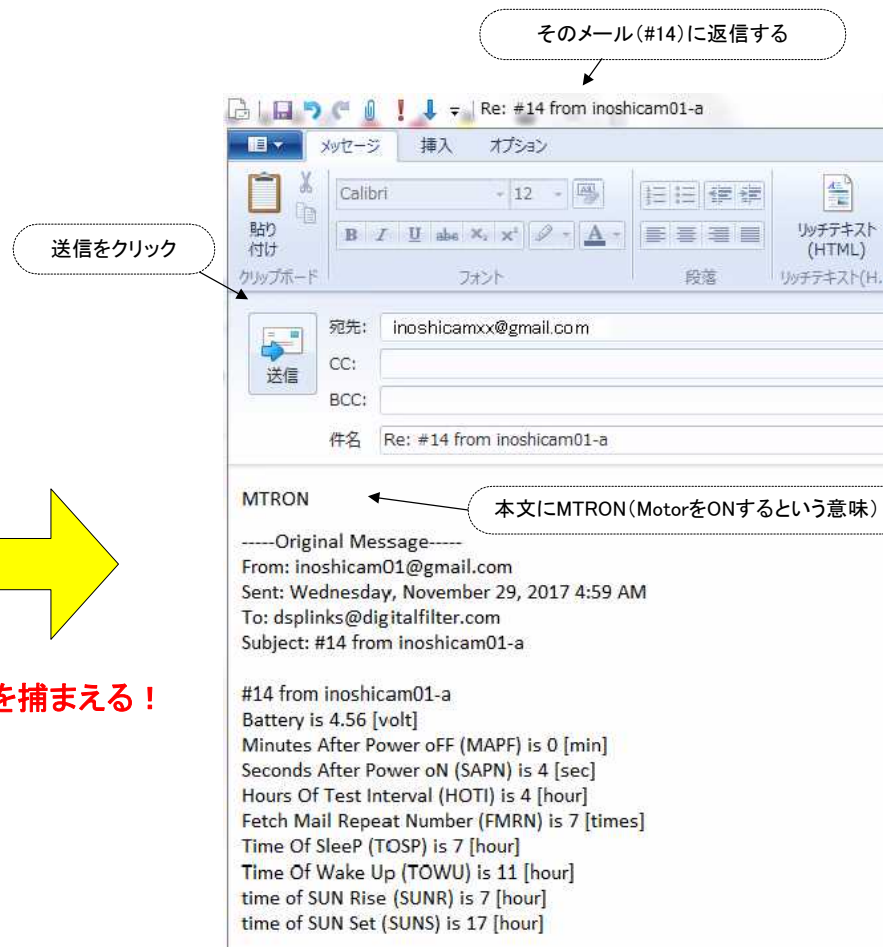 そのメール(#14)に返信する
Re: #14 from inoshicam01-a
メッセージ 挿入 オプション
Calibri 12
貼り
付け
B I U abc X₂ X² A
リッチテキスト
(HTML)
クリップボード フォント 段落 リッチテキスト(H.
送信をクリック
送信
宛先: inoshicamxx@gmail.com
CC:
BCC:
件名 Re: #14 from inoshicam01-a
MTRON
本文にMTRON(MotorをONするという意味)
-----Original Message-----
From: inoshicam01@gmail.com
Sent: Wednesday, November 29, 2017 4:59 AM
To: dsplinks@digitalfilter.com
Subject: #14 from inoshicam01-a
を捕まえる!
#14 from inoshicam01-a
Battery is 4.56 [volt]
Minutes After Power oFF (MAPF) is 0 [min]
Seconds After Power oN (SAPN) is 4 [sec]
Hours Of Test Interval (HOTI) is 4 [hour]
Fetch Mail Repeat Number (FMRN) is 7 [times]
Time Of SleeP (TOSP) is 7 [hour]
Time Of Wake Up (TOWU) is 11 [hour]
time of SUN Rise (SUNR) is 7 [hour]
time of SUN Set (SUNS) is 17 [hour]